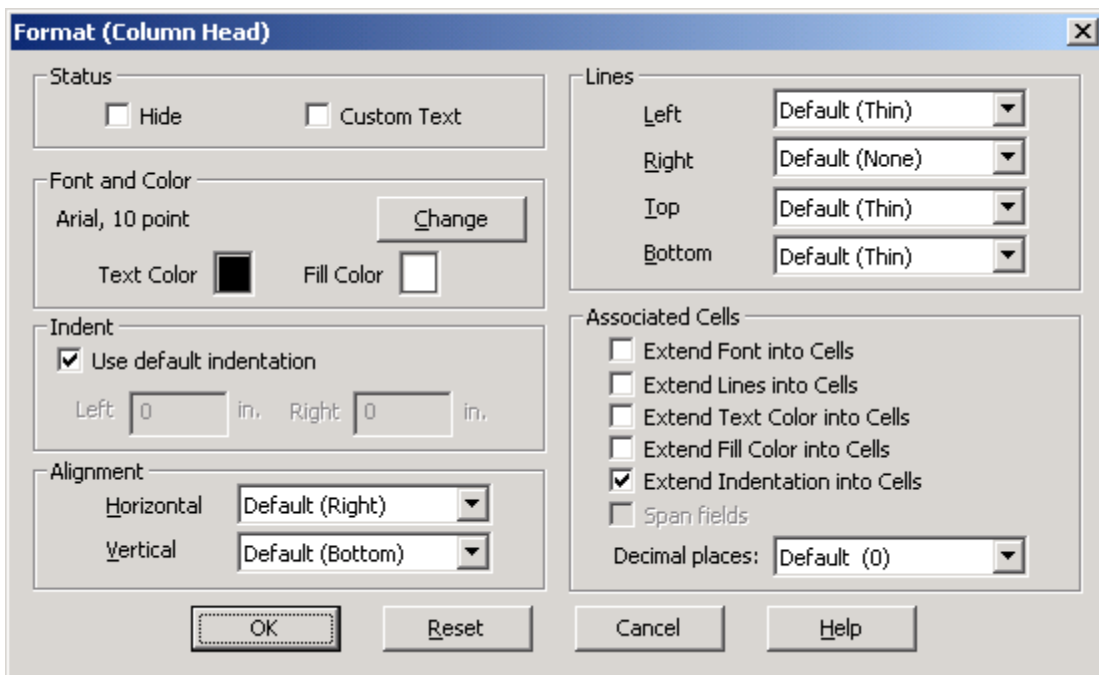 Format (Column Head)
Status
Hide
Custom Text
Font and Color
Arial, 10 point
Change
Text Color
Fill Color
Indent
Use default indentation
Left 0 in. Right 0 in.
Alignment
Horizontal Default (Right)
Vertical Default (Bottom)
Lines
Left Default (Thin)
Right Default (None)
Top Default (Thin)
Bottom Default (Thin)
Associated Cells
Extend Font into Cells
Extend Lines into Cells
Extend Text Color into Cells
Extend Fill Color into Cells
Extend Indentation into Cells
Span fields
Decimal places: Default (0)
OK
Reset
Cancel
Help